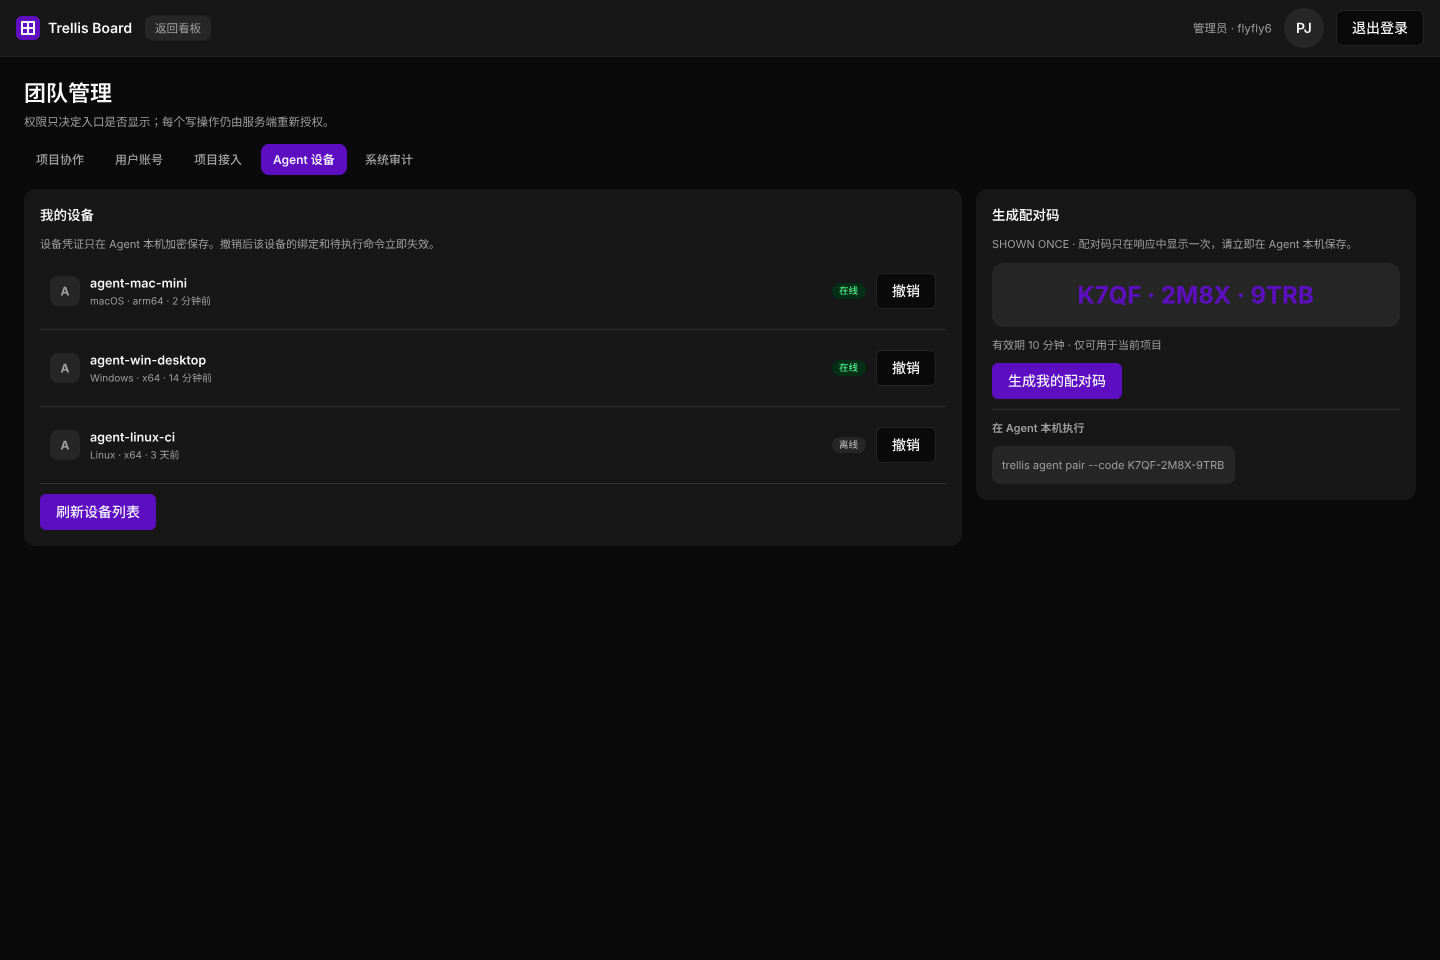 Trellis Board
返回看板
管理员 · flyfly6
PJ
退出登录
团队管理
权限只决定入口是否显示；每个写操作仍由服务端重新授权。
项目协作
用户账号
项目接入
Agent 设备
系统审计
我的设备
设备凭证只在 Agent 本机加密保存。撤销后该设备的绑定和待执行命令立即失效。
A
agent-mac-mini
macOS · arm64 · 2 分钟前
在线
撤销
A
agent-win-desktop
Windows · x64 · 14 分钟前
在线
撤销
A
agent-linux-ci
Linux · x64 · 3 天前
离线
撤销
刷新设备列表
生成配对码
SHOWN ONCE · 配对码只在响应中显示一次，请立即在 Agent 本机保存。
K7QF · 2M8X · 9TRB
有效期 10 分钟 · 仅可用于当前项目
生成我的配对码
在 Agent 本机执行
trellis agent pair --code K7QF-2M8X-9TRB